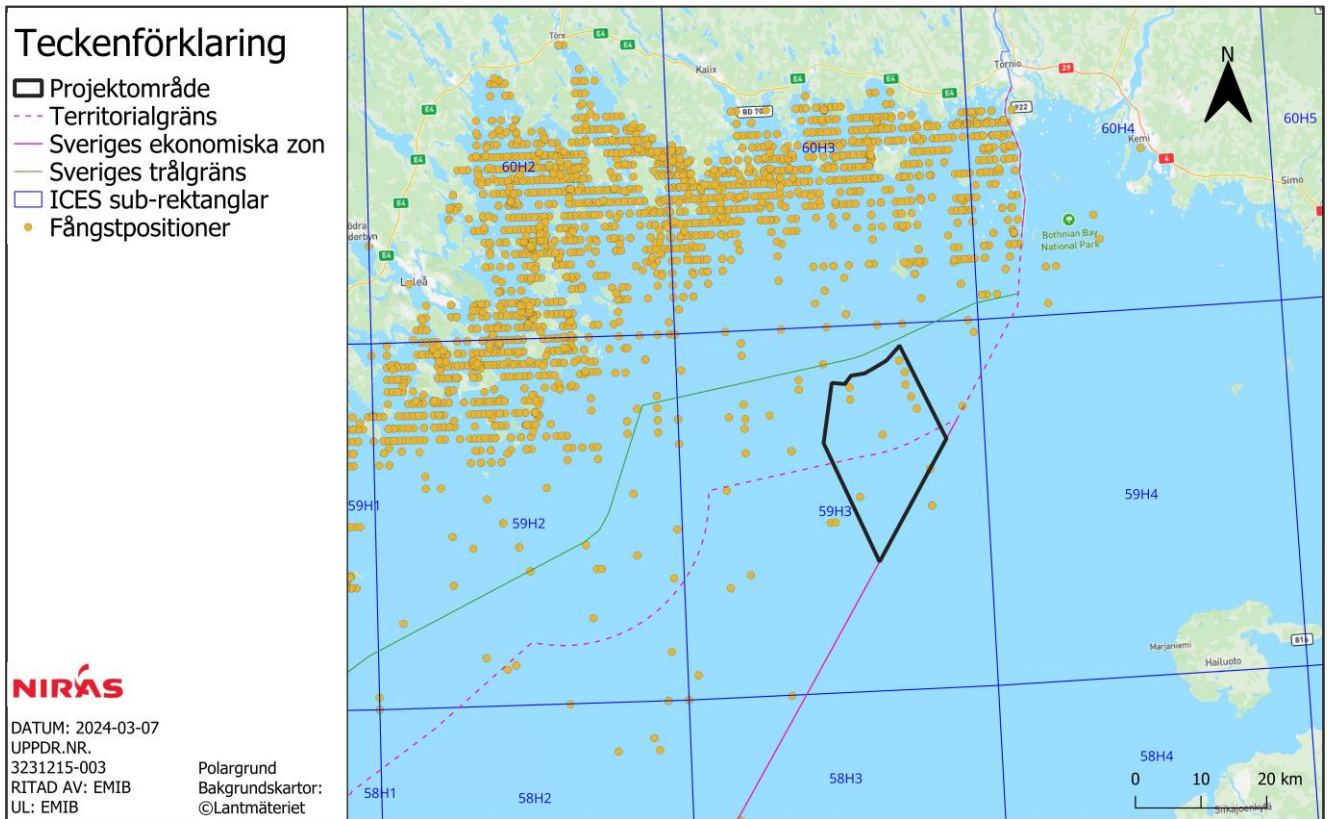 Teckenförklaring
Projektområde
Territorialgräns
Sveriges ekonomiska zon
Sveriges trålgräns
ICES sub-rektanglar
Fångstpositioner
NIRAS
DATUM: 2024-03-07
UPPDR.NR.
3231215-003
RITAD AV: EMIB
UL: EMIB
Polargrund
Bakgrundskartor:
©Lantmäteriet
Töre
E4
E4
Kalix
E4
E4
Tornio
29
N
E4
BD 70
922
60H4
60H5
Kemi
60H2
60H3
4
Simo
E4
Bothnian Bay
National Park
E4
59H1
59H2
59H3
59H4
Marjaniemi
816
Hailuoto
58H1
58H2
58H3
58H4
0 10 20 km
Siikajoenkylä